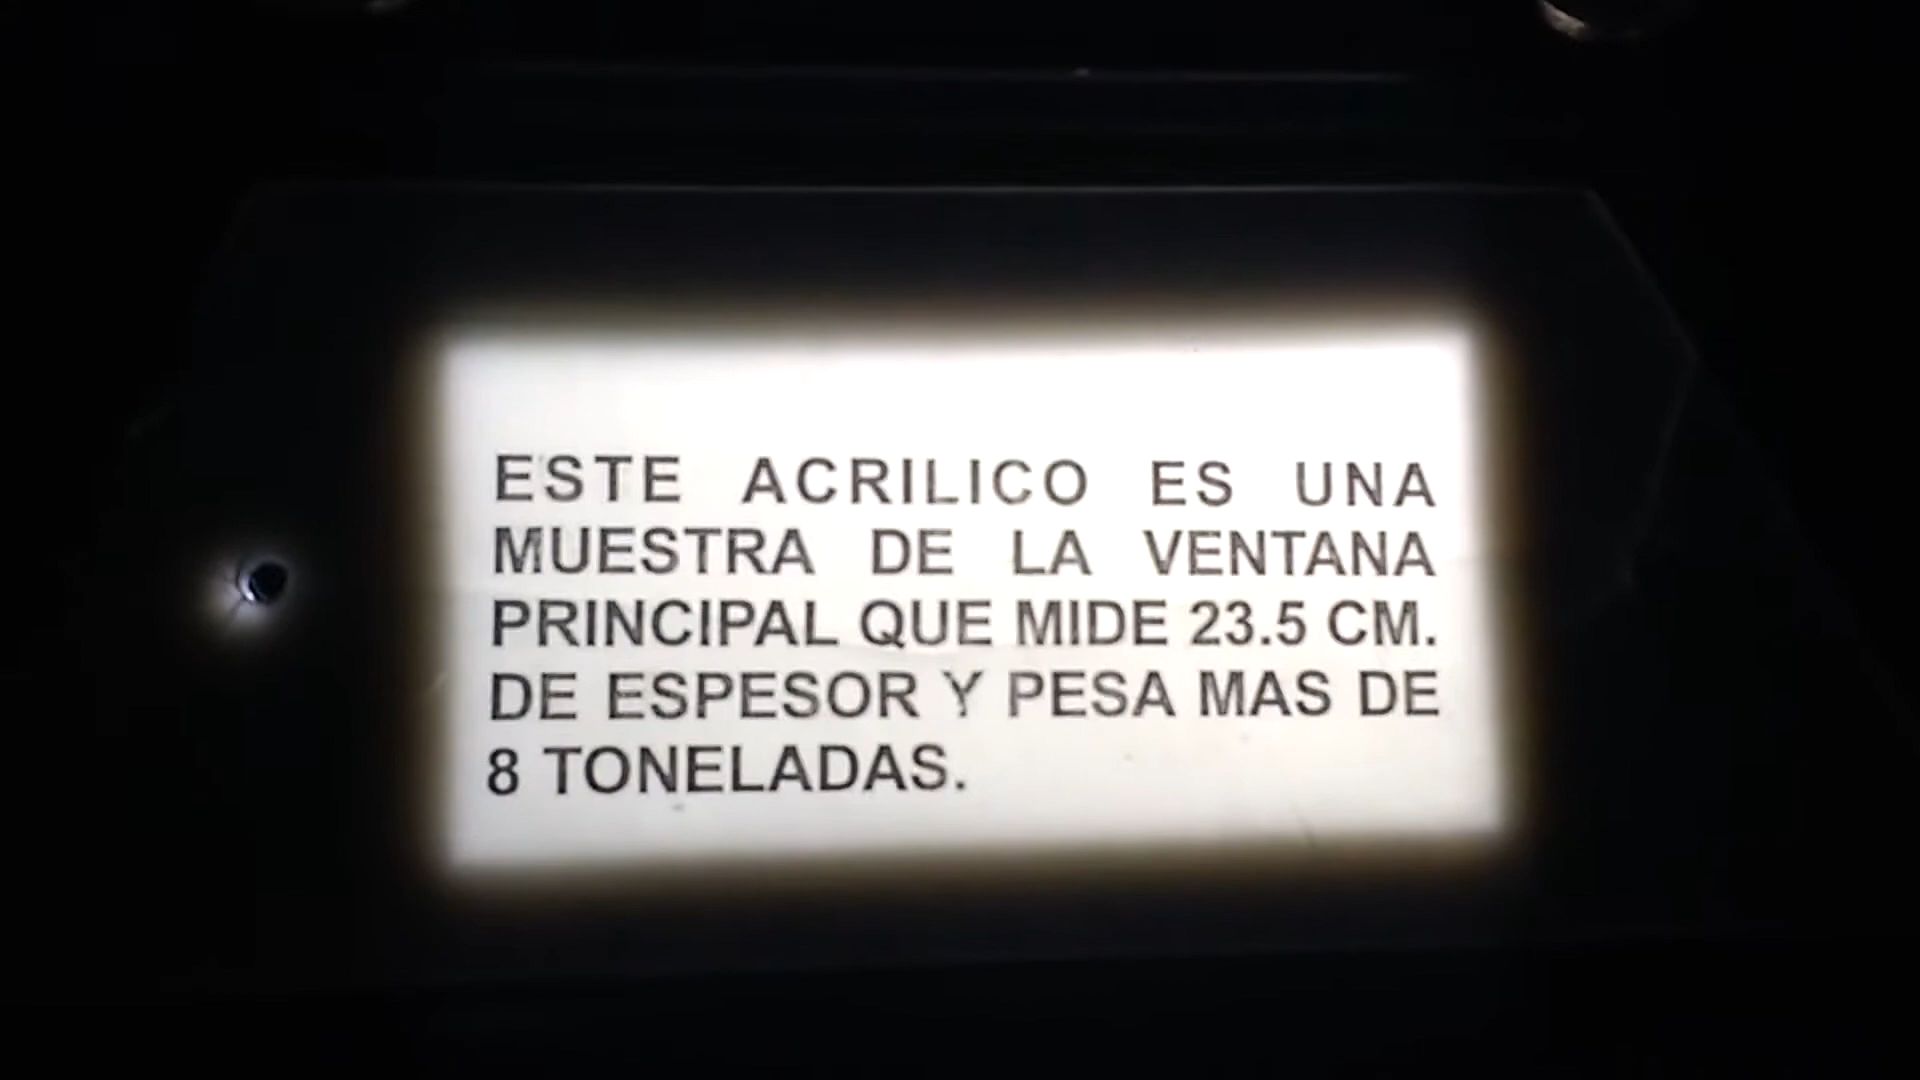 ESTE ACRILICO ES UNA
MUESTRA DE LA VENTANA
PRINCIPAL QUE MIDE 23.5 CM.
DE ESPESOR Y PESA MAS DE
8 TONELADAS.